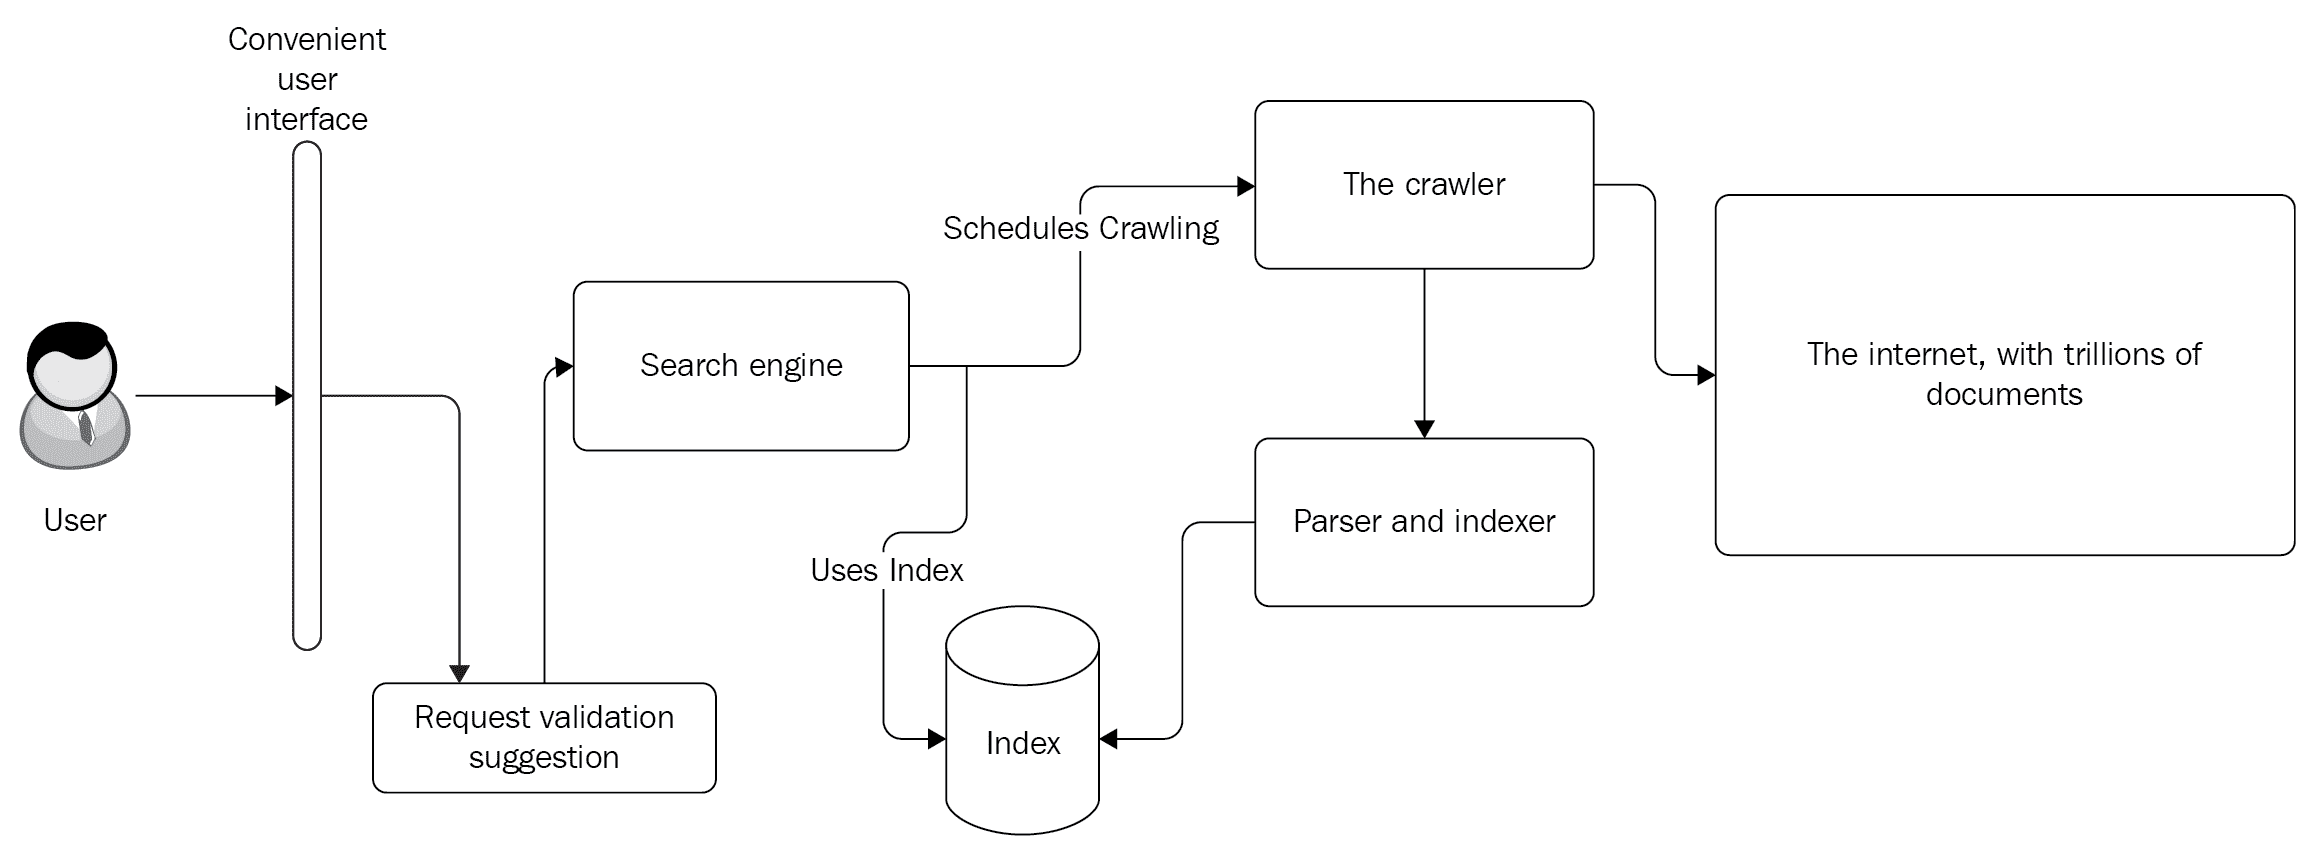 Convenient
user
interface
User
Request validation
suggestion
Search engine
Schedules Crawling
Uses Index
Index
The crawler
Parser and indexer
The internet, with trillions of
documents